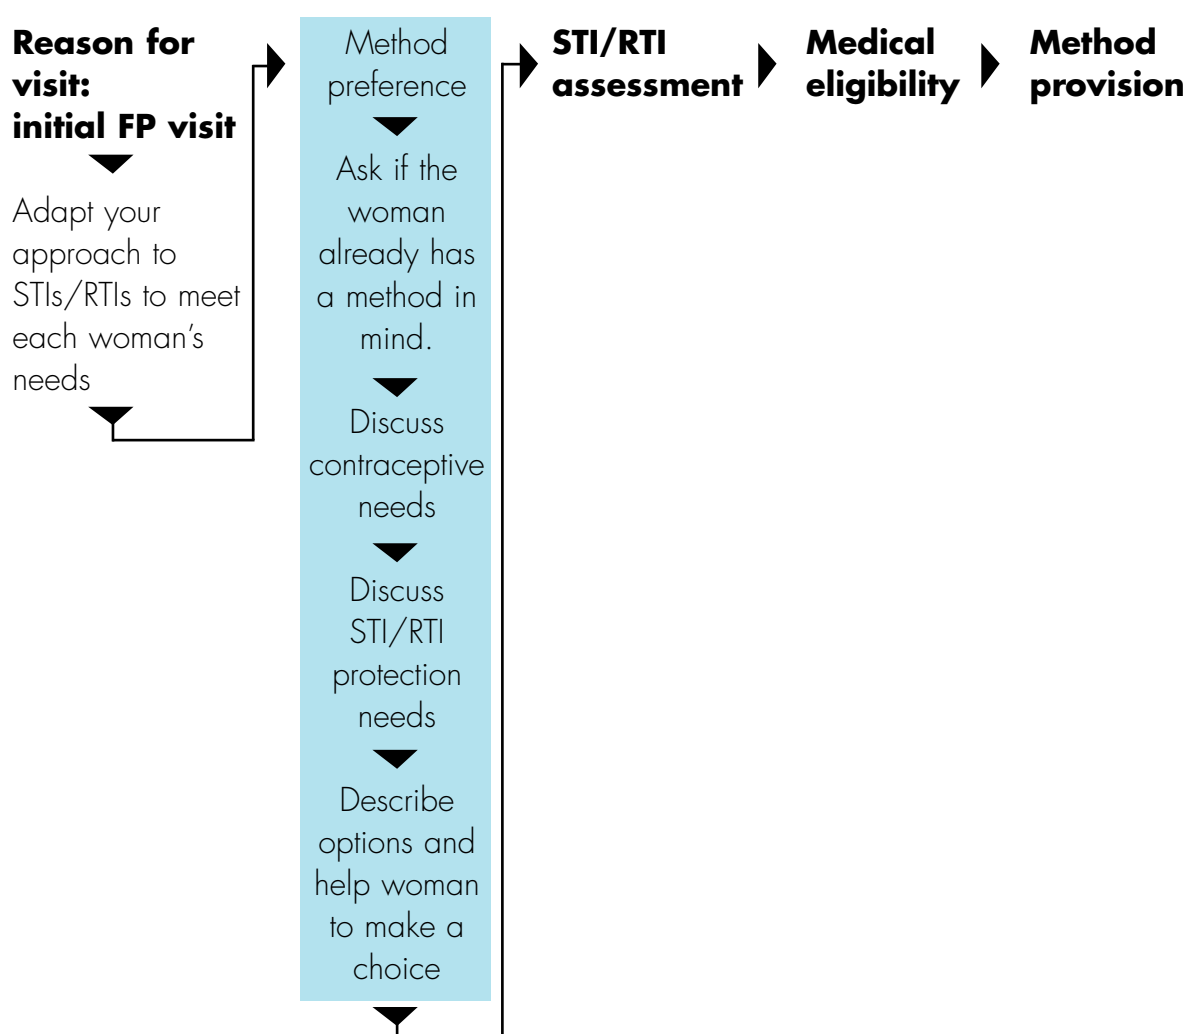 Reason for
visit:
initial FP visit
Adapt your
approach to
STIs/RTIs to meet
each woman's
needs
Method
preference
Ask if the
woman
already has
a method in
mind.
Discuss
contraceptive
needs
Discuss
STI/RTI
protection
needs
Describe
options and
help woman
to make a
choice
STI/RTI
assessment
Medical
eligibility
Method
provision